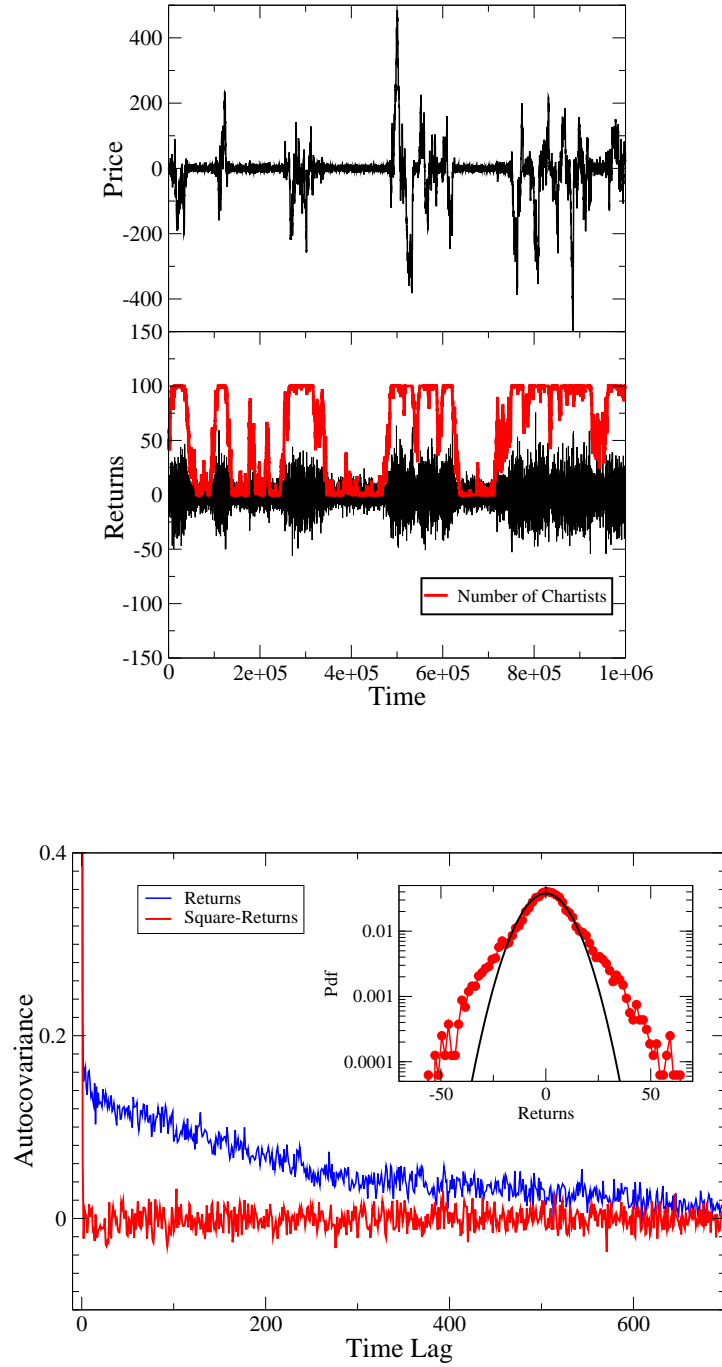 400
200
0
-200
-400
Price
150
100
50
0
-50
-100
-150
Returns
Number of Chartists
0 2e+05 4e+05 6e+05 8e+05 1e+06
Time
0.4
0.2
0
Autocovariance
Returns
Square-Returns
0.01
0.001
0.0001
Pdf
-50 0 50
Returns
0 200 400 600
Time Lag